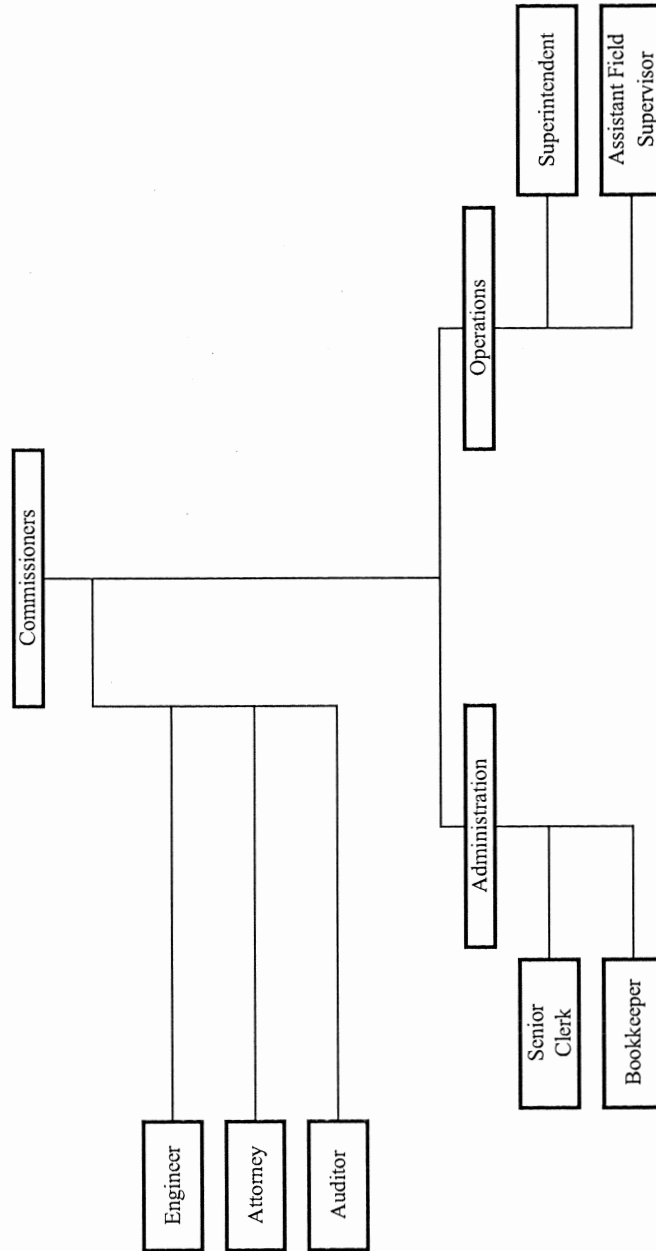 Commissioners
Engineer
Attorney
Auditor
Administration
Operations
Senior
Clerk
Bookkeeper
Superintendent
Assistant Field
Supervisor